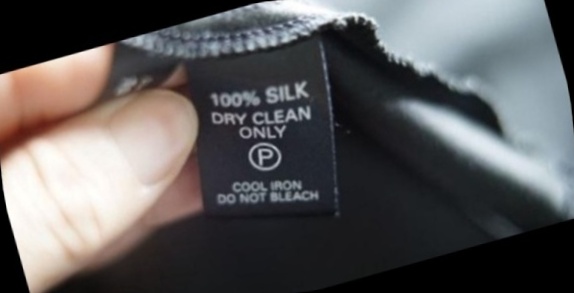 100% SILK
DRY CLEAN
ONLY
P
COOL IRON
DO NOT BLEACH